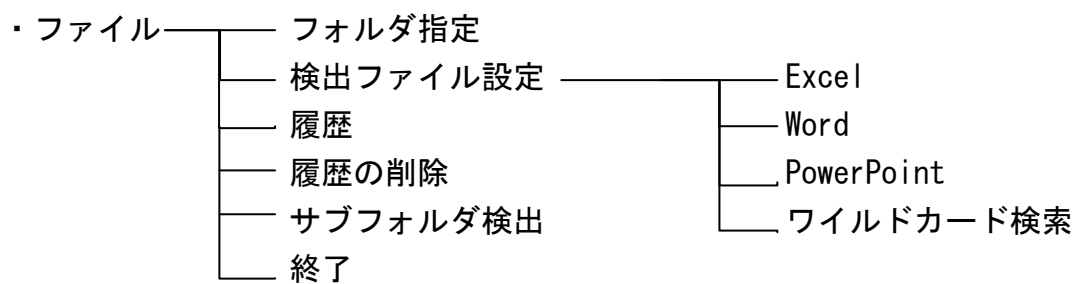 ・ファイル フォルダ指定
検出ファイル設定 Excel
履歴 Word
履歴の削除 PowerPoint
サブフォルダ検出 ワイルドカード検索
終了